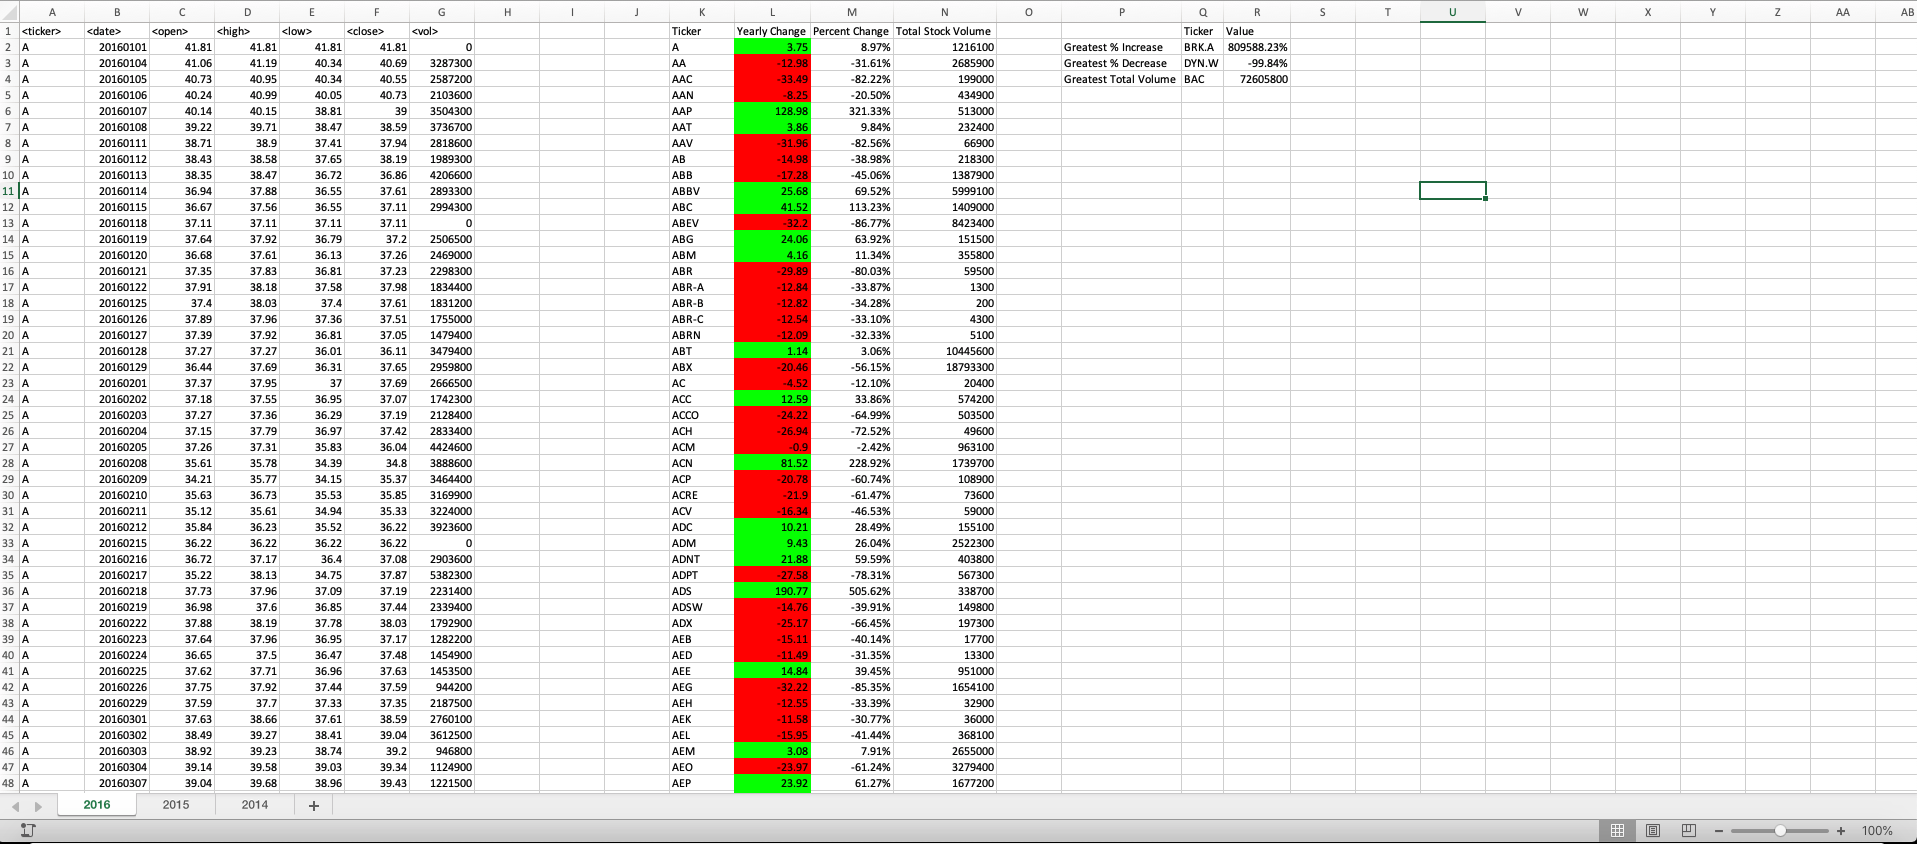 A B C D E F G H I J K L M N O P Q R S T U V W X Y Z AA AB
1 <ticker> <date> <open> <high> <low> <close> <vol> Ticker Yearly Change Percent Change Total Stock Volume Ticker Value
2 A 20160101 41.81 41.81 41.81 41.81 0 A 3.75 8.97% 1216100 Greatest % Increase BRK.A 809588.23%
3 A 20160104 41.06 41.19 40.34 40.69 3287300 AA -12.98 -31.61% 2685900 Greatest % Decrease DYN.W -99.84%
4 A 20160105 40.73 40.95 40.34 40.55 2587200 AAC -33.49 -82.22% 199000 Greatest Total Volume BAC 72605800
5 A 20160106 40.24 40.99 40.05 40.73 2103600 AAN -8.25 -20.50% 434900
6 A 20160107 40.14 40.15 38.81 39 3504300 AAP 128.98 321.33% 513000
7 A 20160108 39.22 39.71 38.47 38.59 3736700 AAT 3.86 9.84% 232400
8 A 20160111 38.71 38.9 37.41 37.94 2818600 AAV -31.96 -82.56% 66900
9 A 20160112 38.43 38.58 37.65 38.19 1989300 AB -14.98 -38.98% 218300
10 A 20160113 38.35 38.47 36.72 36.86 4206600 ABB -17.28 -45.06% 1387900
11 A 20160114 36.94 37.88 36.55 37.61 2893300 ABBV 25.68 69.52% 5999100
12 A 20160115 36.67 37.56 36.55 37.11 2994300 ABC 41.52 113.23% 1409000
13 A 20160118 37.11 37.11 37.11 37.11 0 ABEV -32.2 -86.77% 8423400
14 A 20160119 37.64 37.92 36.79 37.2 2506500 ABG 24.06 63.92% 151500
15 A 20160120 36.68 37.61 36.13 37.26 2469000 ABM 4.16 11.34% 355800
16 A 20160121 37.35 37.83 36.81 37.23 2298300 ABR -29.89 -80.03% 59500
17 A 20160122 37.91 38.18 37.58 37.98 1834400 ABR-A -12.84 -33.87% 1300
18 A 20160125 37.4 38.03 37.4 37.61 1831200 ABR-B -12.82 -34.28% 200
19 A 20160126 37.89 37.96 37.36 37.51 1755000 ABR-C -12.54 -33.10% 4300
20 A 20160127 37.39 37.92 36.81 37.05 1479400 ABRN -12.09 -32.33% 5100
21 A 20160128 37.27 37.27 36.01 36.11 3479400 ABT 1.14 3.06% 10445600
22 A 20160129 36.44 37.69 36.31 37.65 2959800 ABX -20.46 -56.15% 18793300
23 A 20160201 37.37 37.95 37 37.69 2666500 AC -4.52 -12.10% 20400
24 A 20160202 37.18 37.55 36.95 37.07 1742300 ACC 12.59 33.86% 574200
25 A 20160203 37.27 37.36 36.29 37.19 2128400 ACCO -24.22 -64.99% 503500
26 A 20160204 37.15 37.79 36.97 37.42 2833400 ACH -26.94 -72.52% 49600
27 A 20160205 37.26 37.31 35.83 36.04 4424600 ACM -0.9 -2.42% 963100
28 A 20160208 35.61 35.78 34.39 34.8 3888600 ACN 81.52 228.92% 1739700
29 A 20160209 34.21 35.77 34.15 35.37 3464400 ACP -20.78 -60.74% 108900
30 A 20160210 35.63 36.73 35.53 35.85 3169900 ACRE -21.9 -61.47% 73600
31 A 20160211 35.12 35.61 34.94 35.33 3224000 ACV -16.34 -46.53% 59000
32 A 20160212 35.84 36.23 35.52 36.22 3923600 ADC 10.21 28.49% 155100
33 A 20160215 36.22 36.22 36.22 36.22 0 ADM 9.43 26.04% 2522300
34 A 20160216 36.72 37.17 36.4 37.08 2903600 ADNT 21.88 59.59% 403800
35 A 20160217 35.22 38.13 34.75 37.87 5382300 ADPT -27.58 -78.31% 567300
36 A 20160218 37.73 37.96 37.09 37.19 2231400 ADS 190.77 505.62% 338700
37 A 20160219 36.98 37.6 36.85 37.44 2339400 ADSW -14.76 -39.91% 149800
38 A 20160222 37.88 38.19 37.78 38.03 1792900 ADX -25.17 -66.45% 197300
39 A 20160223 37.64 37.96 36.95 37.17 1282200 AEB -15.11 -40.14% 17700
40 A 20160224 36.65 37.5 36.47 37.48 1454900 AED -11.49 -31.35% 13300
41 A 20160225 37.62 37.71 36.96 37.63 1453500 AEE 14.84 39.45% 951000
42 A 20160226 37.75 37.92 37.44 37.59 944200 AEG -32.22 -85.35% 1654100
43 A 20160229 37.59 37.7 37.33 37.35 2187500 AEH -12.55 -33.39% 32900
44 A 20160301 37.63 38.66 37.61 38.59 2760100 AEK -11.58 -30.77% 36000
45 A 20160302 38.49 39.27 38.41 39.04 3612500 AEL -15.95 -41.44% 368100
46 A 20160303 38.92 39.23 38.74 39.2 946800 AEM 3.08 7.91% 2655000
47 A 20160304 39.14 39.58 39.03 39.34 1124900 AEO -23.97 -61.24% 3279400
48 A 20160307 39.04 39.68 38.96 39.43 1221500 AEP 23.92 61.27% 1677200
2016 2015 2014 +
− + 100%